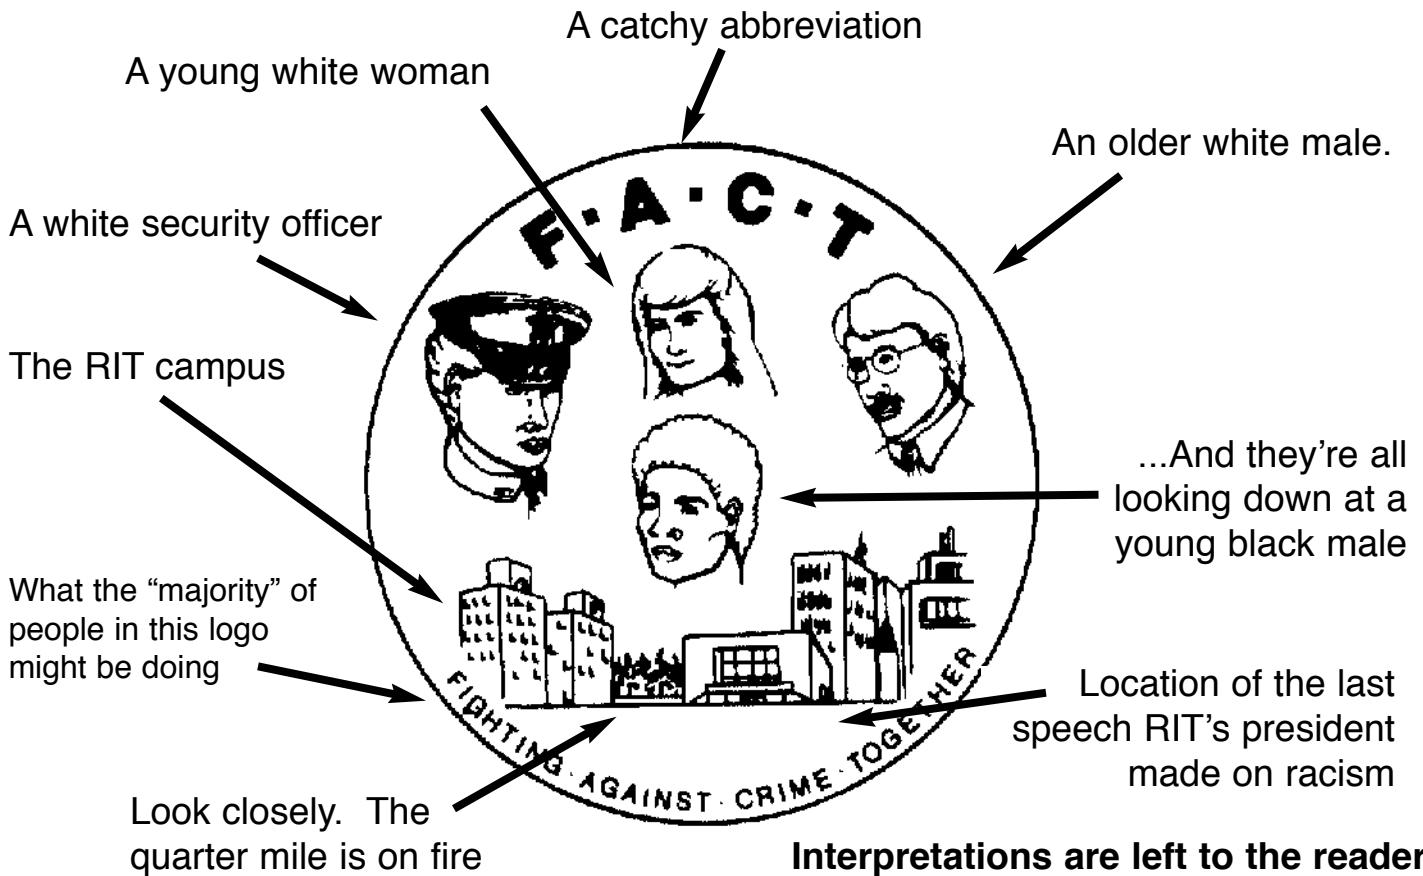 A catchy abbreviation
A young white woman
An older white male.
A white security officer
F·A·C·T
The RIT campus
...And they’re all
looking down at a
young black male
What the “majority” of
people in this logo
might be doing
FIGHTING · AGAINST · CRIME · TOGETHER
Location of the last
speech RIT’s president
made on racism
Look closely.  The
quarter mile is on fire
Interpretations are left to the reader